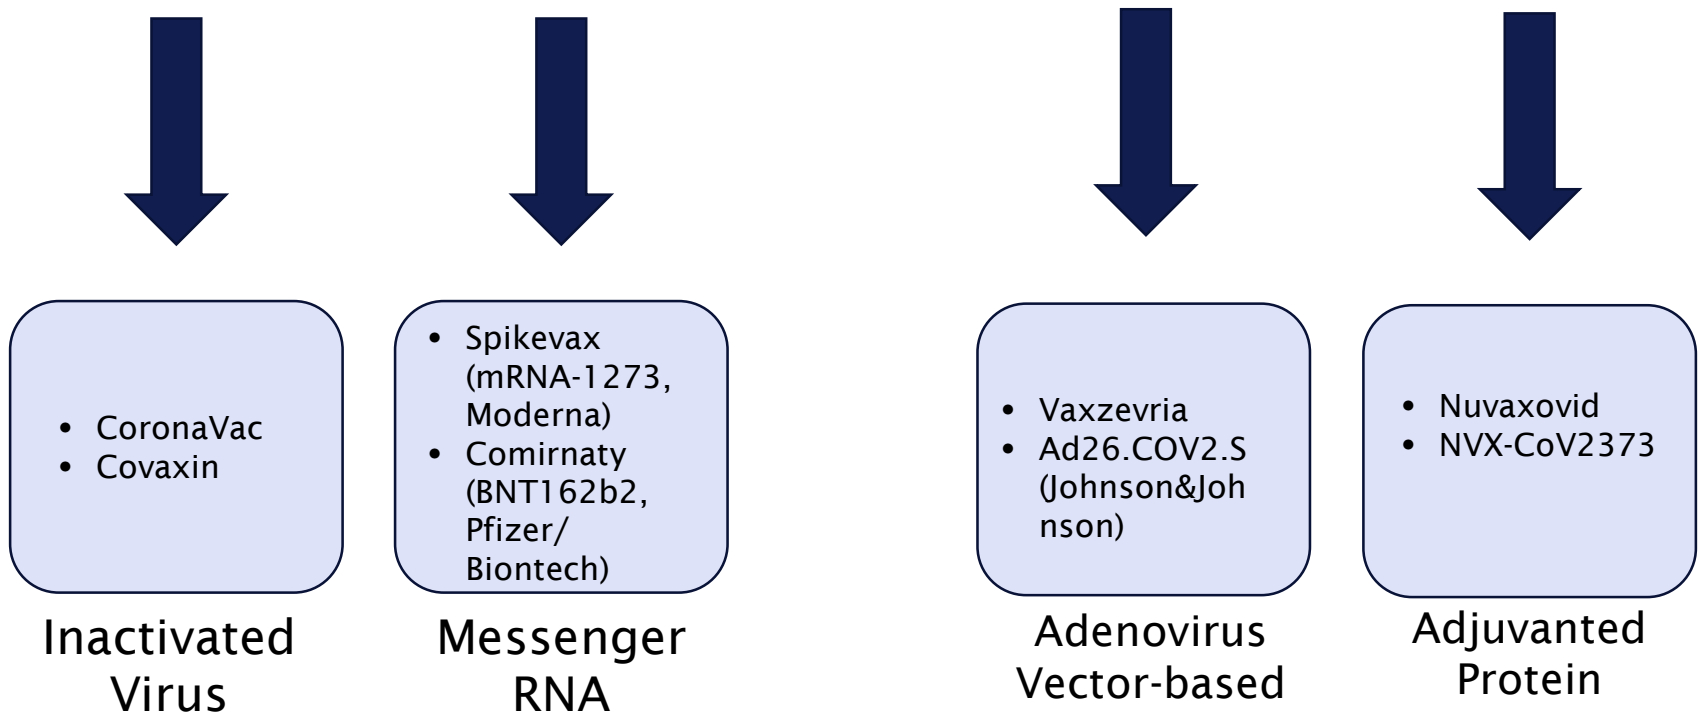 • CoronaVac
• Covaxin
Inactivated
Virus
• Spikevax
(mRNA-1273,
Moderna)
• Comirnaty
(BNT162b2,
Pfizer/
Biontech)
Messenger
RNA
• Vaxzevria
• Ad26.COV2.S
(Johnson&Joh
nson)
Adenovirus
Vector-based
• Nuvaxovid
• NVX-CoV2373
Adjuvanted
Protein